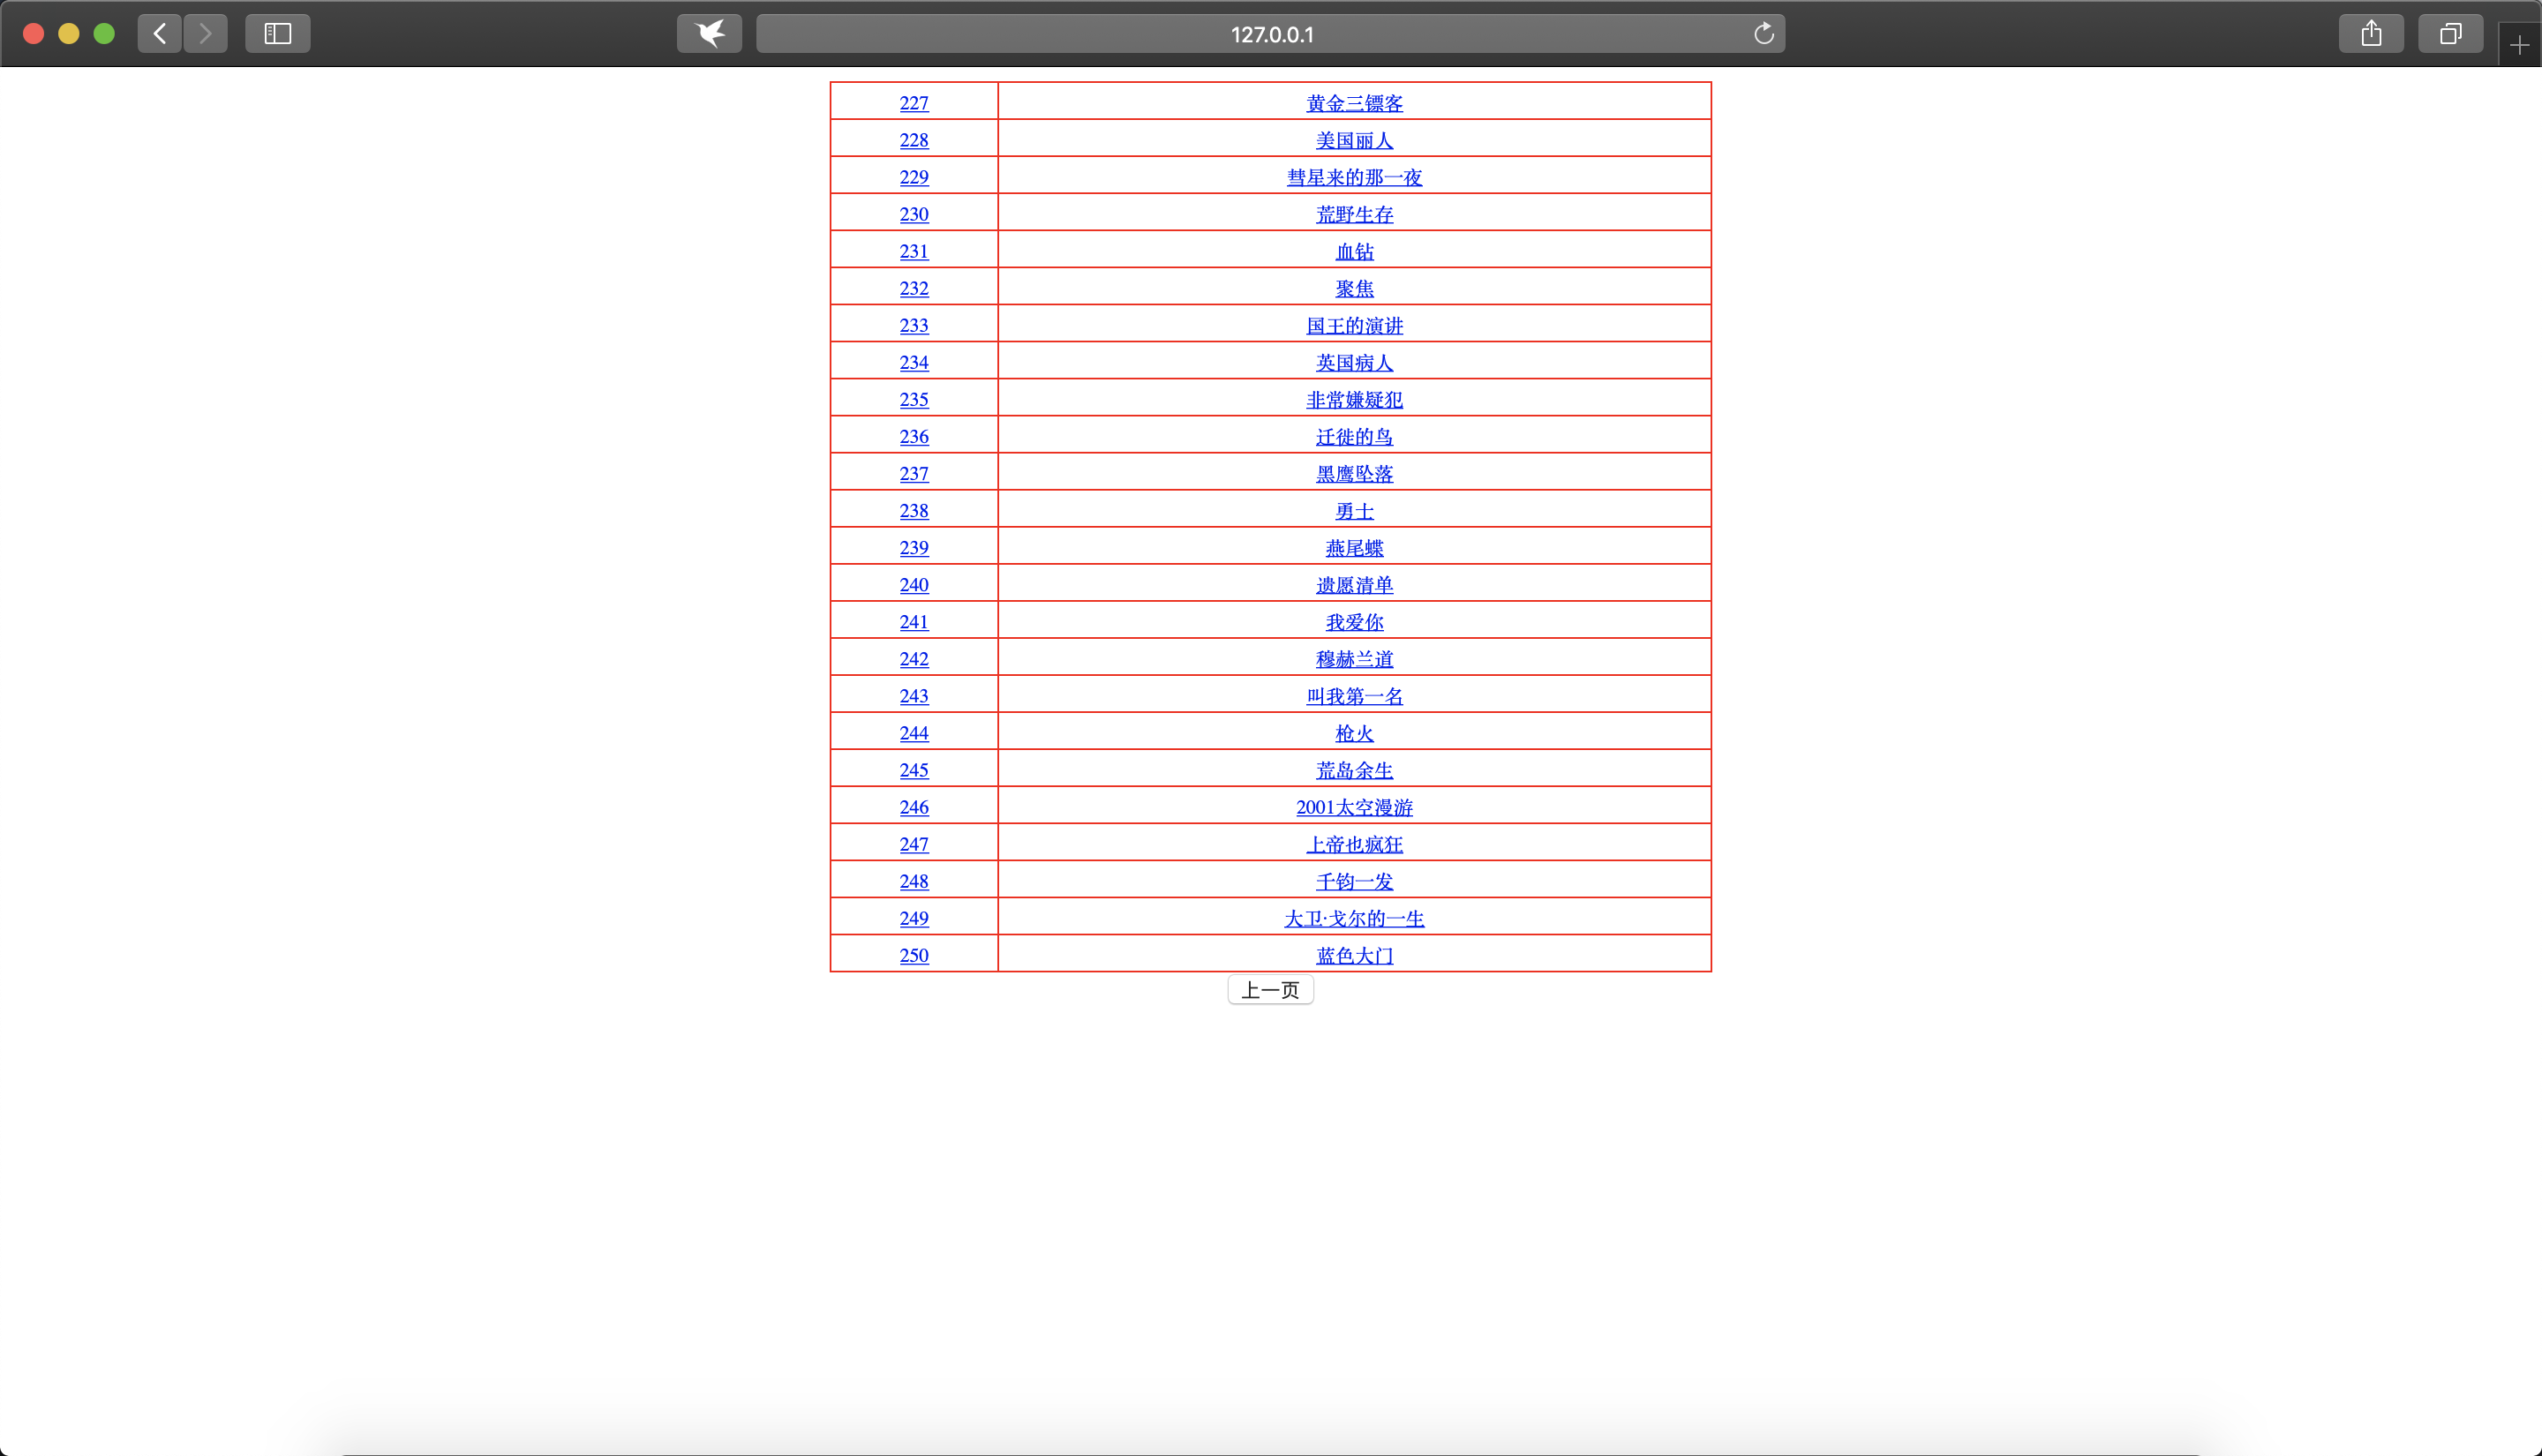 127.0.0.1
227 黄金三镖客
228 美国丽人
229 彗星来的那一夜
230 荒野生存
231 血钻
232 聚焦
233 国王的演讲
234 英国病人
235 非常嫌疑犯
236 迁徙的鸟
237 黑鹰坠落
238 勇士
239 燕尾蝶
240 遗愿清单
241 我爱你
242 穆赫兰道
243 叫我第一名
244 枪火
245 荒岛余生
246 2001太空漫游
247 上帝也疯狂
248 千钧一发
249 大卫·戈尔的一生
250 蓝色大门
上一页